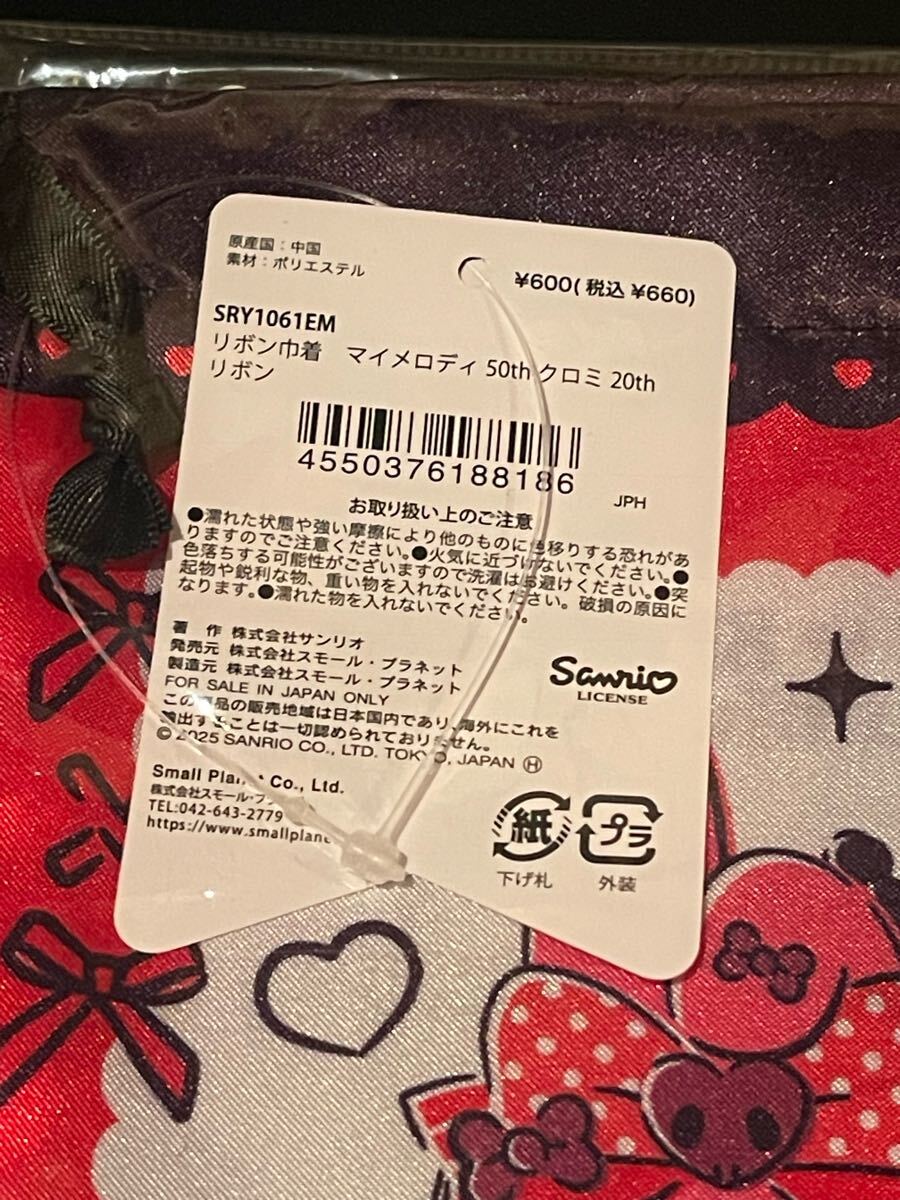 原産国：中国
素材：ポリエステル
¥600(税込 ¥660)
SRY1061EM
リボン巾着　マイメロディ 50th クロミ 20th
リボン
4550376188186
JPH
お取り扱い上のご注意
●濡れた状態や強い摩擦により他のものに色移りする恐れがあ
りますのでご注意ください。●火気に近づけないでください。●
色落ちする可能性がございますので洗濯はお避けください。●突
起物や鋭利な物、重い物を入れないでください。破損の原因に
なります。●濡れた物を入れないでください。
著　作 株式会社サンリオ
発売元 株式会社スモール・プラネット
製造元 株式会社スモール・プラネット
FOR SALE IN JAPAN ONLY
この商品の販売地域は日本国内であり、海外にこれを
輸出することは一切認められておりません。
© 2025 SANRIO CO., LTD. TOKYO, JAPAN Ⓗ
Sanrio
LICENSE
Small Planet Co., Ltd.
株式会社スモール・プラ
TEL:042-643-2779
https://www.smallplane
紙
下げ札
プラ
外装